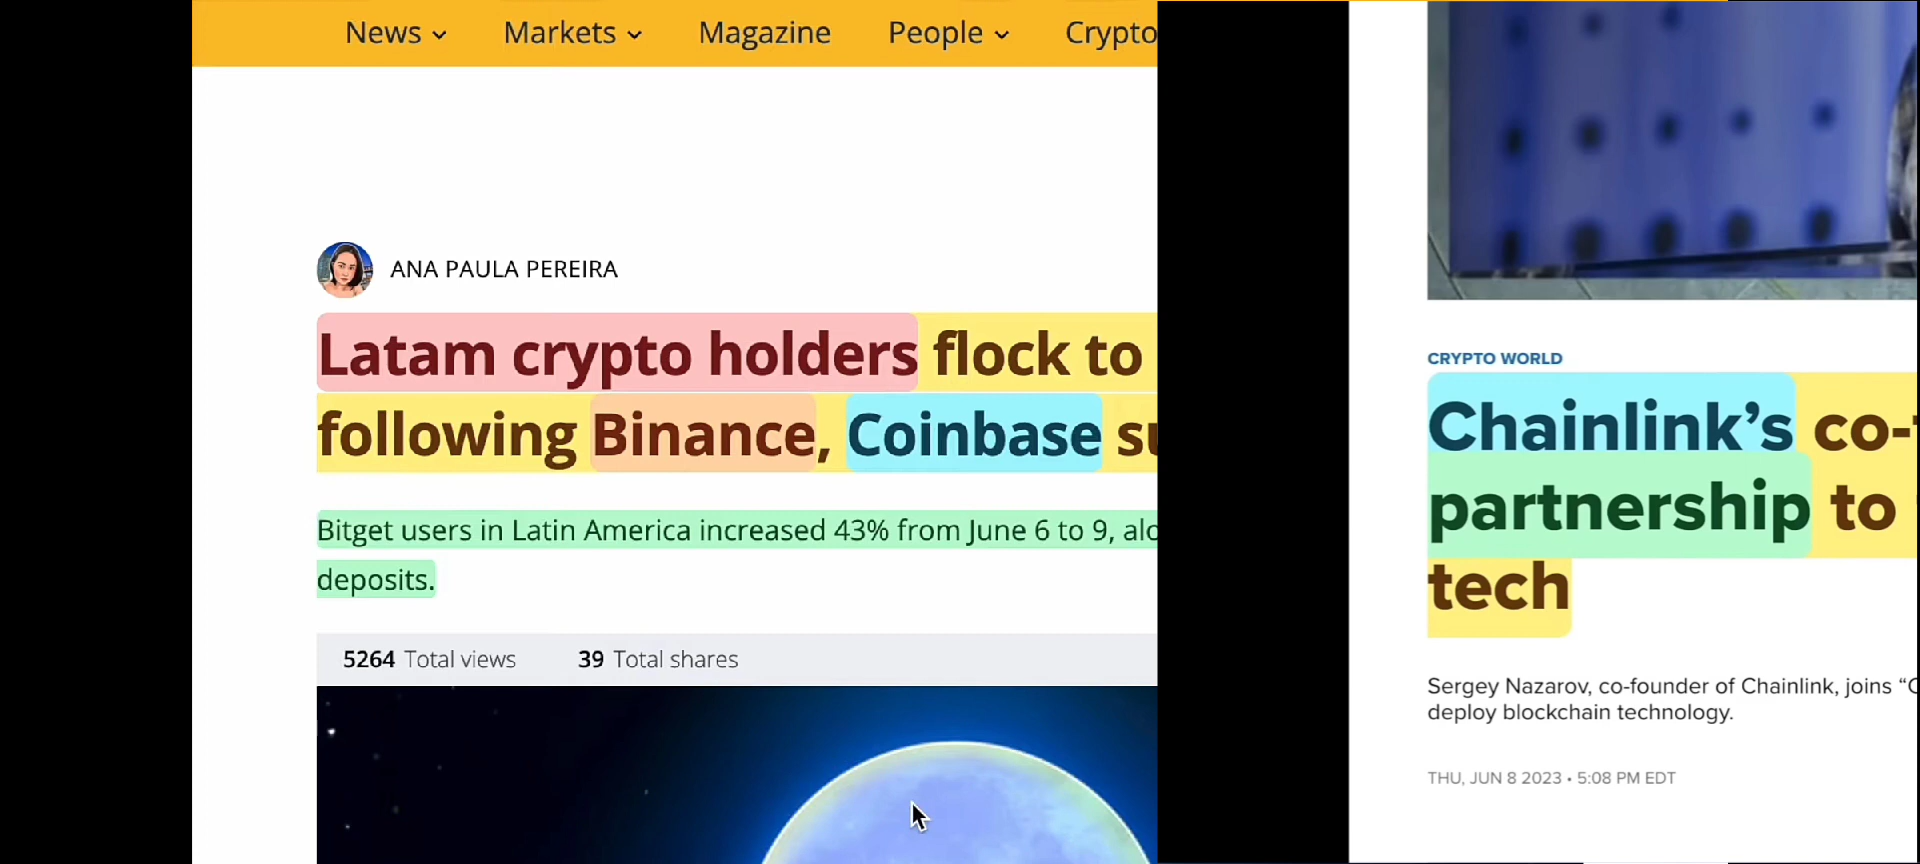 News Markets Magazine People Crypto
ANA PAULA PEREIRA
Latam crypto holders flock to
following Binance, Coinbase su
Bitget users in Latin America increased 43% from June 6 to 9, alo
deposits.
5264 Total views 39 Total shares
CRYPTO WORLD
Chainlink’s co-
partnership to
tech
Sergey Nazarov, co-founder of Chainlink, joins “C
deploy blockchain technology.
THU, JUN 8 2023 • 5:08 PM EDT